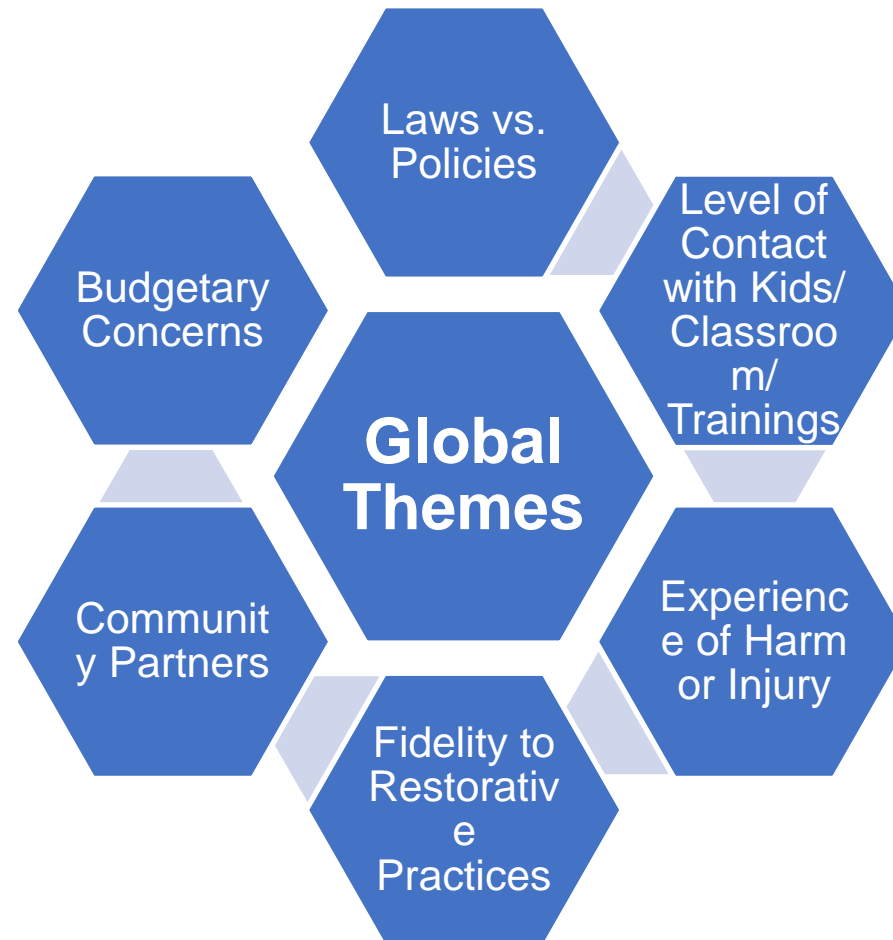 Laws vs.
Policies
Level of
Contact
with Kids/
Classroo
m/
Trainings
Budgetary
Concerns
Global
Themes
Experienc
e of Harm
or Injury
Communit
y Partners
Fidelity to
Restorativ
e
Practices